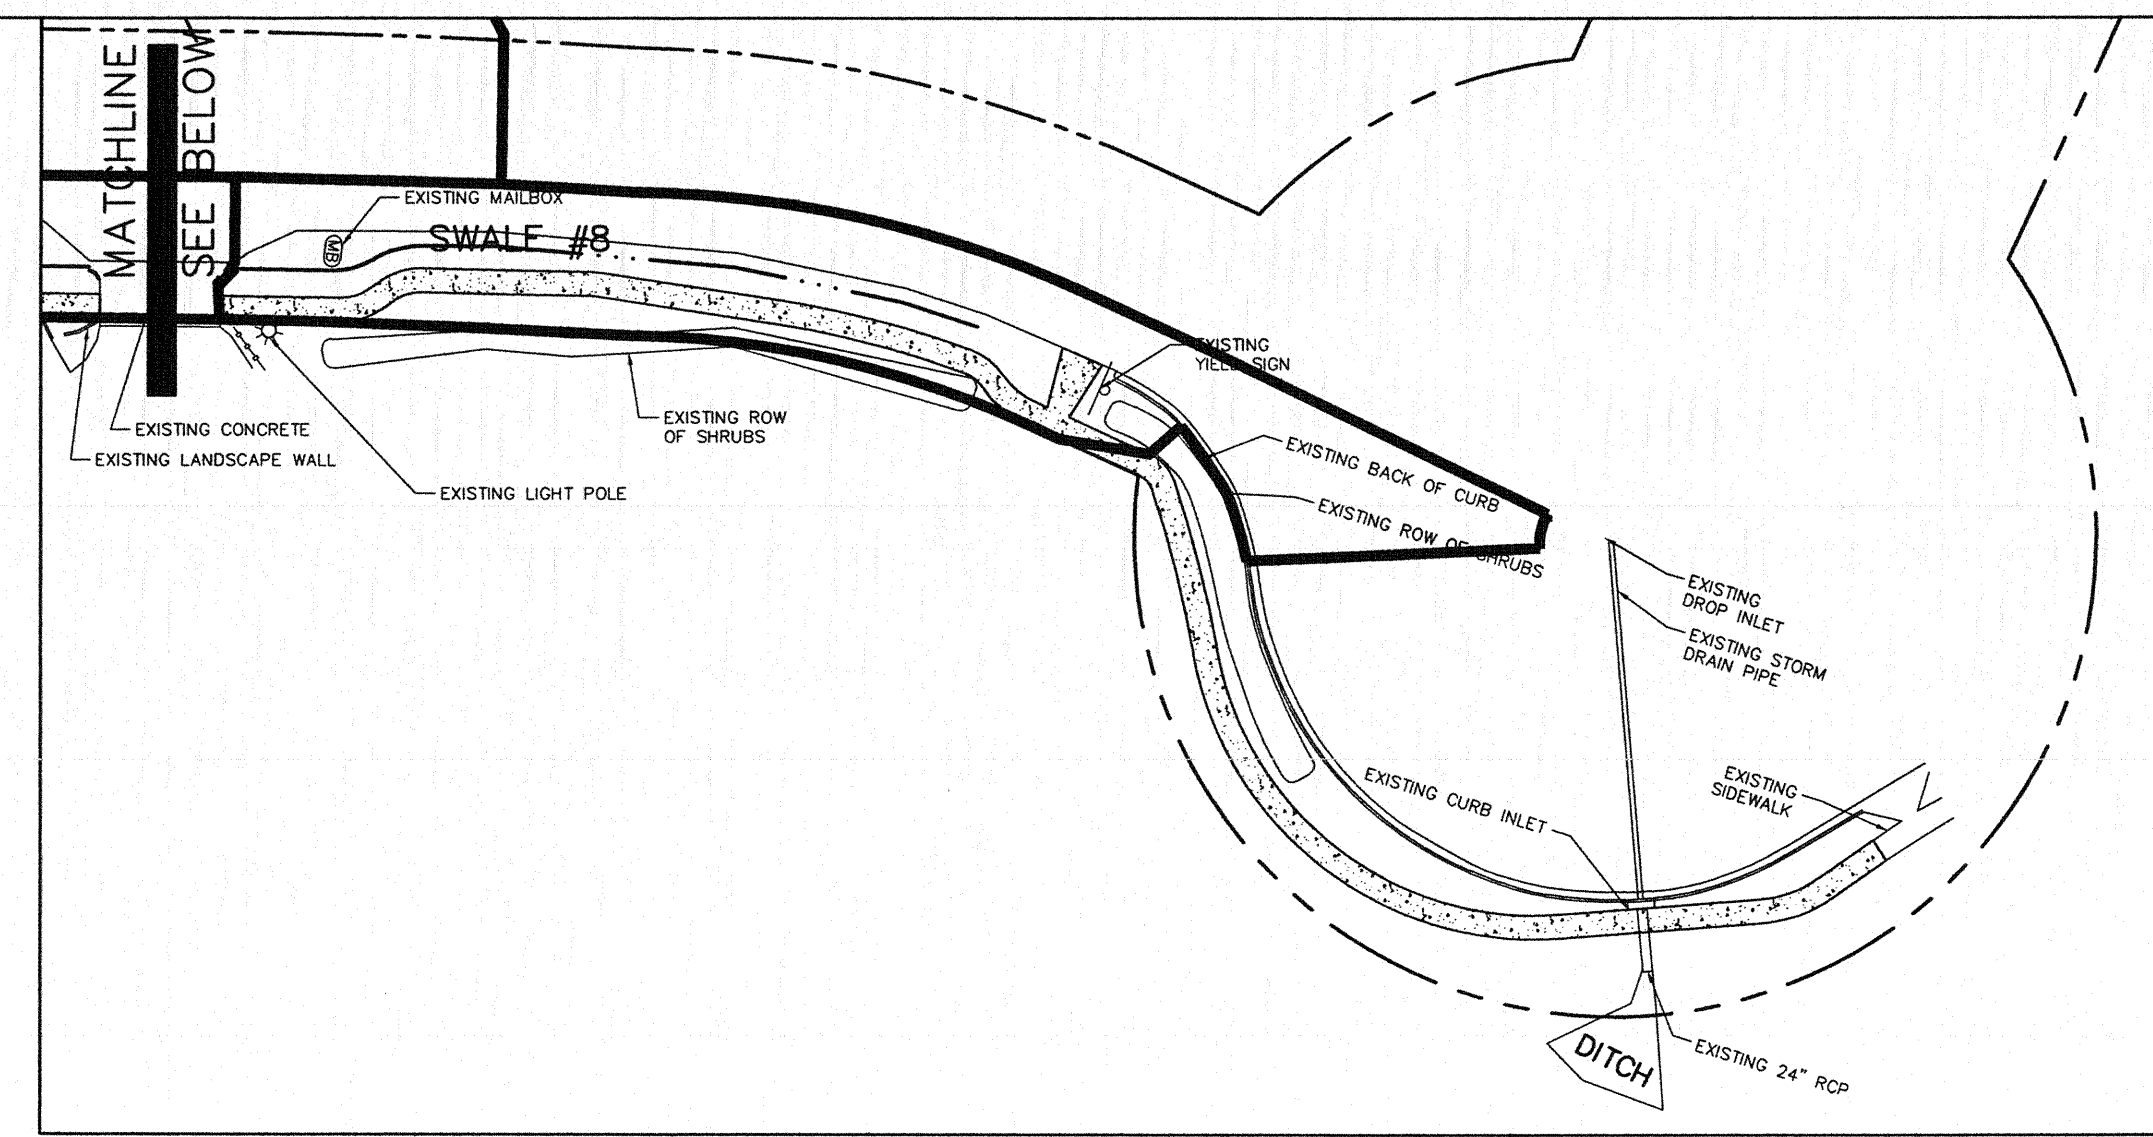 MATCHLINE
SEE BELOW
EXISTING MAILBOX
MB
SWALE #8
EXISTING
YIELD SIGN
EXISTING ROW
OF SHRUBS
EXISTING CONCRETE
EXISTING LANDSCAPE WALL
EXISTING LIGHT POLE
EXISTING BACK OF CURB
EXISTING ROW OF SHRUBS
EXISTING
DROP INLET
EXISTING STORM
DRAIN PIPE
EXISTING CURB INLET
EXISTING
SIDEWALK
DITCH
EXISTING 24" RCP